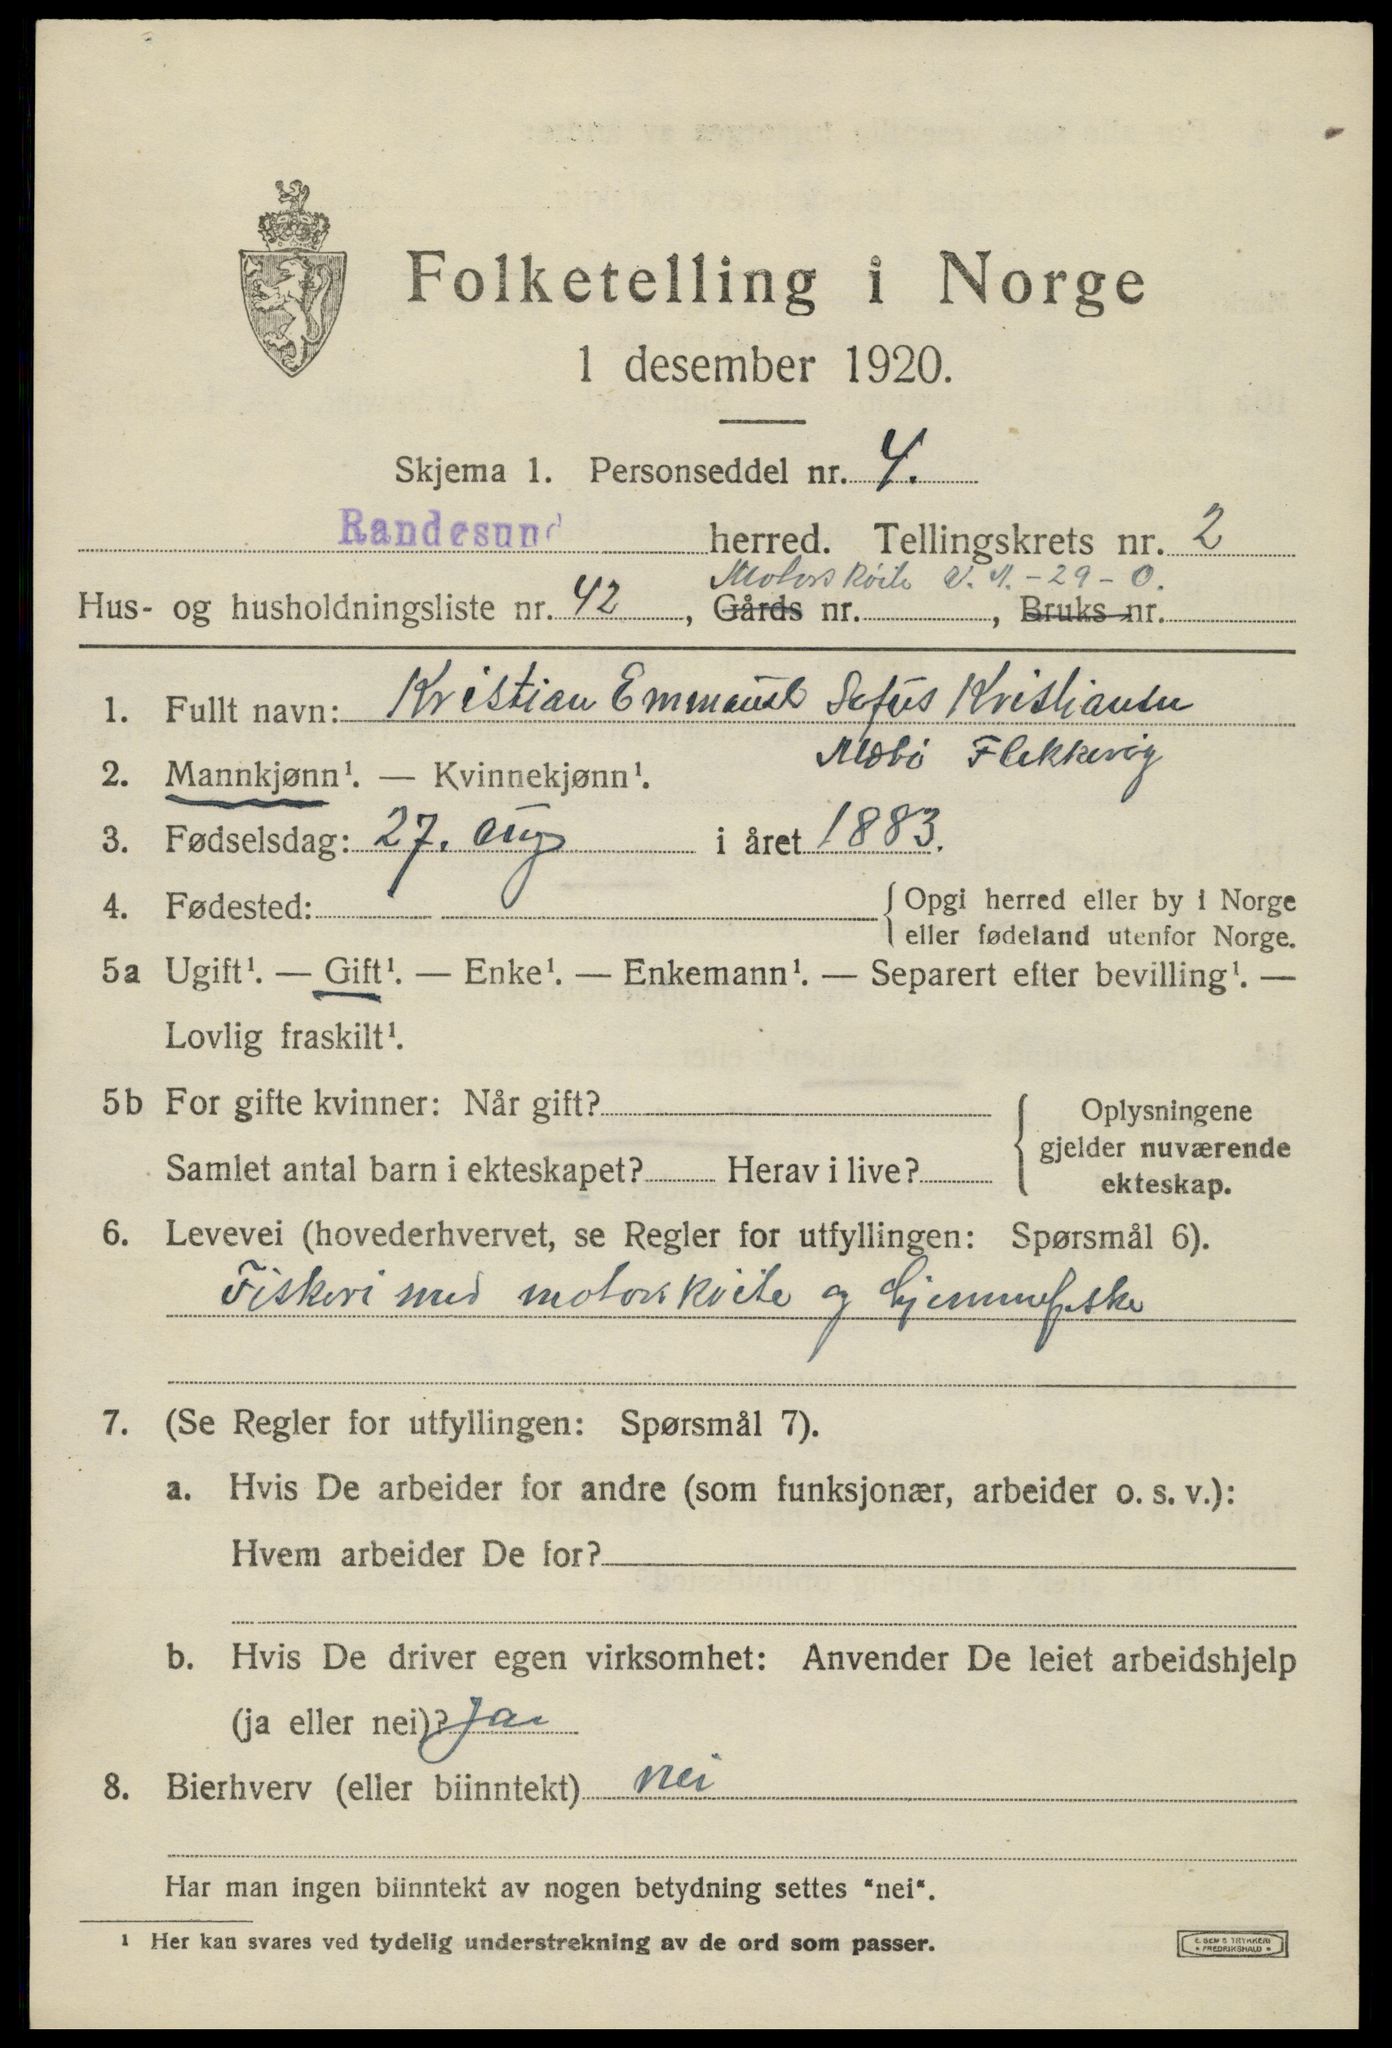 Folketelling i Norge
1 desember 1920.
Skjema 1. Personseddel nr. 4.
Randesund herred. Tellingskrets nr. 2
Motorskøite V. A. - 29 - O.
Hus- og husholdningsliste nr. 42, Gårds nr. , Bruks nr.
1. Fullt navn: Kristian Emmanuel Sofus Kristiansen
Mæbø Flekkerøy
2. Mannkjønn¹. — Kvinnekjønn¹.
3. Fødselsdag: 27. aug i året 1883.
4. Fødested: { Opgi herred eller by i Norge
eller fødeland utenfor Norge.
5a Ugift¹. — Gift¹. — Enke¹. — Enkemann¹. — Separert efter bevilling¹. —
Lovlig fraskilt¹.
5b For gifte kvinner: Når gift? { Oplysningene
gjelder nuværende
Samlet antal barn i ekteskapet? Herav i live? ekteskap.
6. Levevei (hovederhvervet, se Regler for utfyllingen: Spørsmål 6).
Fiskeri med motorskøite og hjemmefiske
7. (Se Regler for utfyllingen: Spørsmål 7).
a. Hvis De arbeider for andre (som funksjonær, arbeider o. s. v.):
Hvem arbeider De for?
b. Hvis De driver egen virksomhet: Anvender De leiet arbeidshjelp
(ja eller nei)? Ja
8. Bierhverv (eller biinntekt) nei
Har man ingen biinntekt av nogen betydning settes "nei".
¹ Her kan svares ved tydelig understrekning av de ord som passer.
E. SEM'S TRYKKERI
* FREDRIKSHALD *